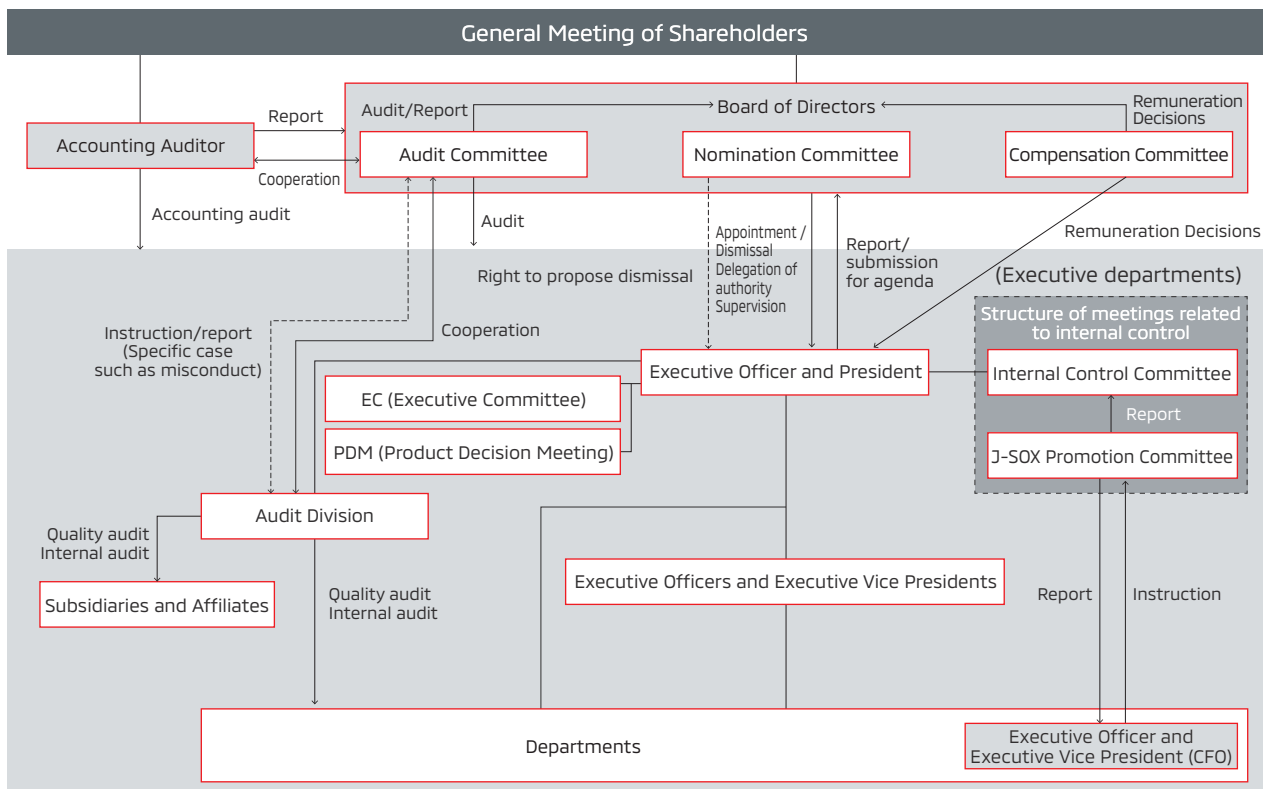 General Meeting of Shareholders
Audit/Report
Board of Directors
Remuneration
Decisions
Report
Accounting Auditor
Audit Committee
Nomination Committee
Compensation Committee
Cooperation
Accounting audit
Audit
Appointment /
Dismissal
Delegation of
authority
Supervision
Report/
submission
for agenda
Remuneration Decisions
Right to propose dismissal
(Executive departments)
Structure of meetings related
to internal control
Instruction/report
(Specific case
such as misconduct)
Cooperation
Executive Officer and President
Internal Control Committee
EC (Executive Committee)
Report
PDM (Product Decision Meeting)
J-SOX Promotion Committee
Audit Division
Quality audit
Internal audit
Subsidiaries and Affiliates
Quality audit
Internal audit
Executive Officers and Executive Vice Presidents
Report
Instruction
Departments
Executive Officer and
Executive Vice President (CFO)